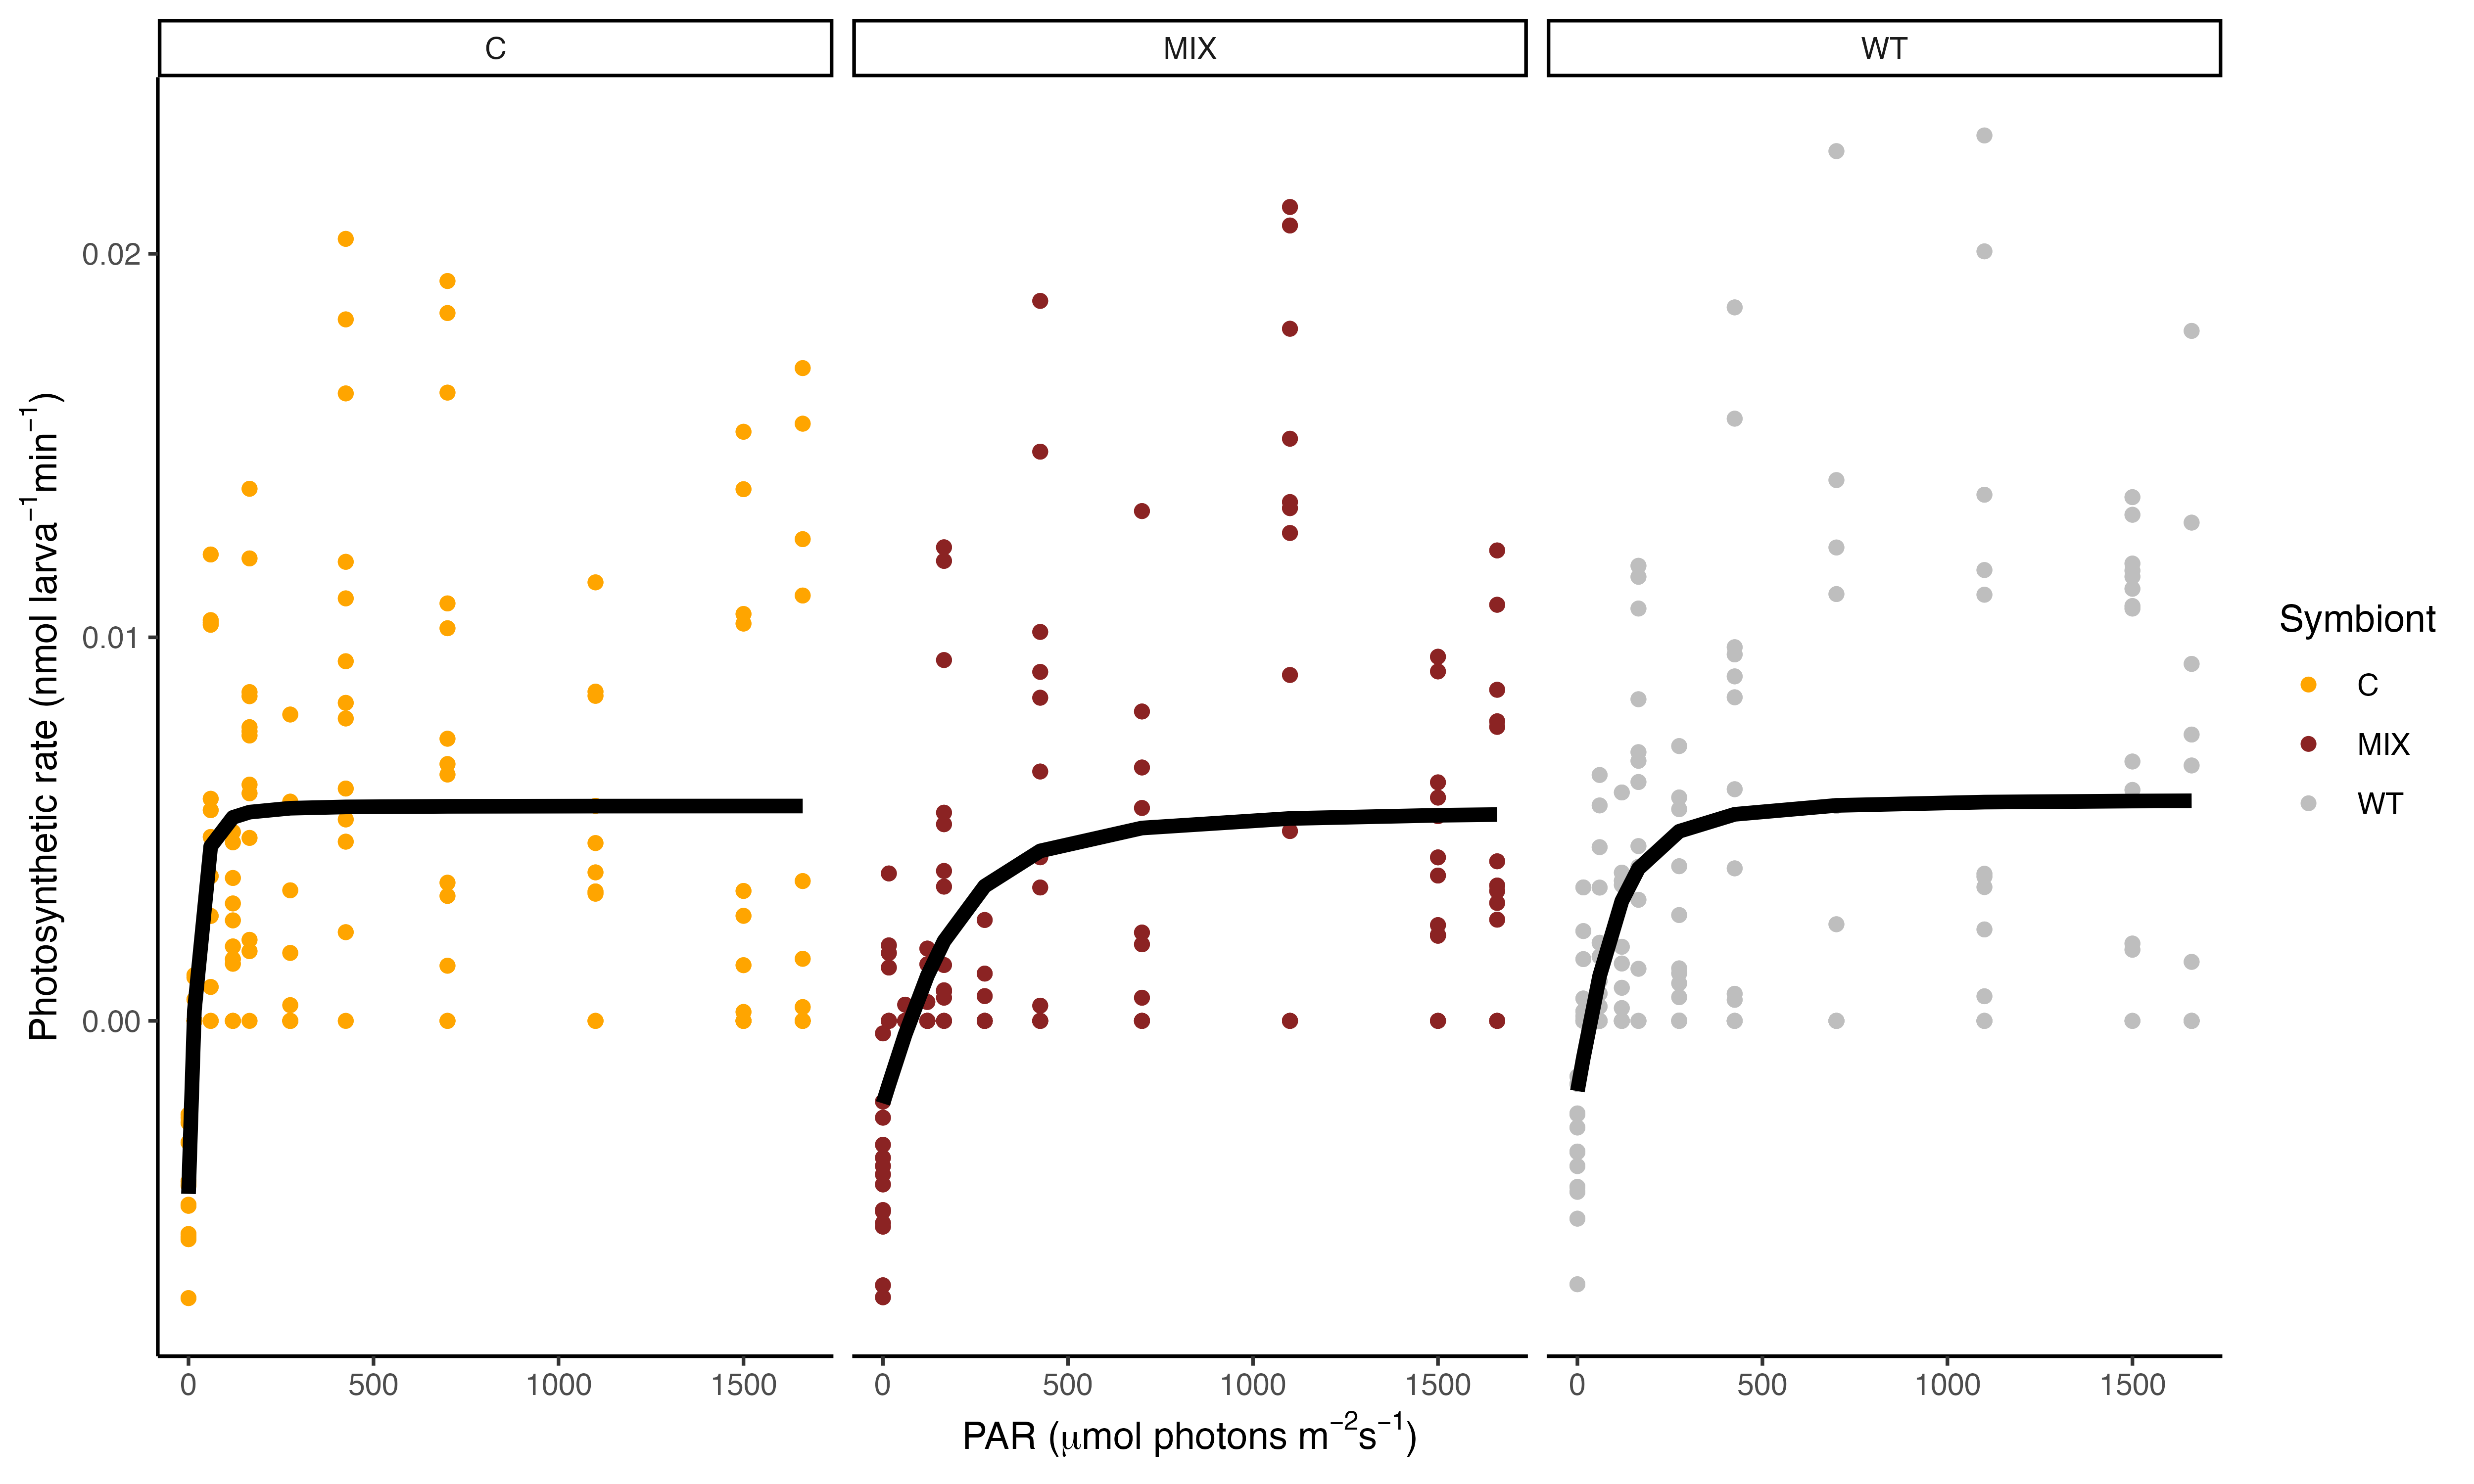 C
MIX
WT
Photosynthetic rate (nmol larva⁻¹min⁻¹)
0.02
0.01
0.00
0 500 1000 1500
0 500 1000 1500
0 500 1000 1500
PAR (μmol photons m⁻²s⁻¹)
Symbiont
C
MIX
WT